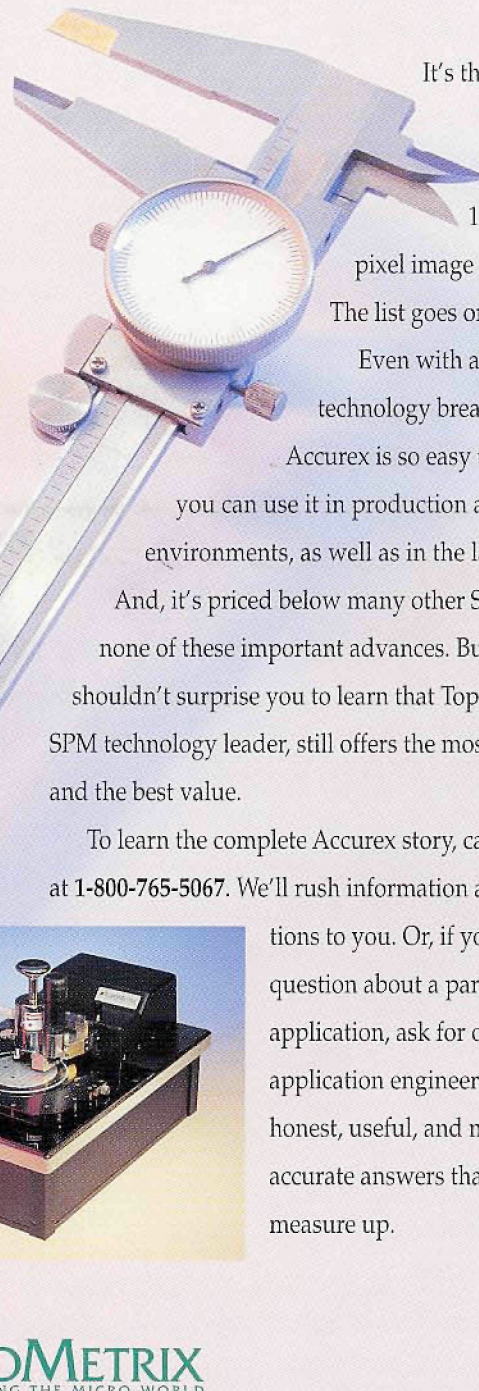 It's th
1
pixel image
The list goes or
Even with a
technology brea
Accurex is so easy
you can use it in production a
environments, as well as in the l
And, it's priced below many other S
none of these important advances. Bu
shouldn't surprise you to learn that Top
SPM technology leader, still offers the mos
and the best value.
To learn the complete Accurex story, ca
at 1-800-765-5067. We'll rush information a
tions to you. Or, if yo
question about a par
application, ask for o
application engineer
honest, useful, and n
accurate answers tha
measure up.
OMETRIX
NG THE MICRO WORLD